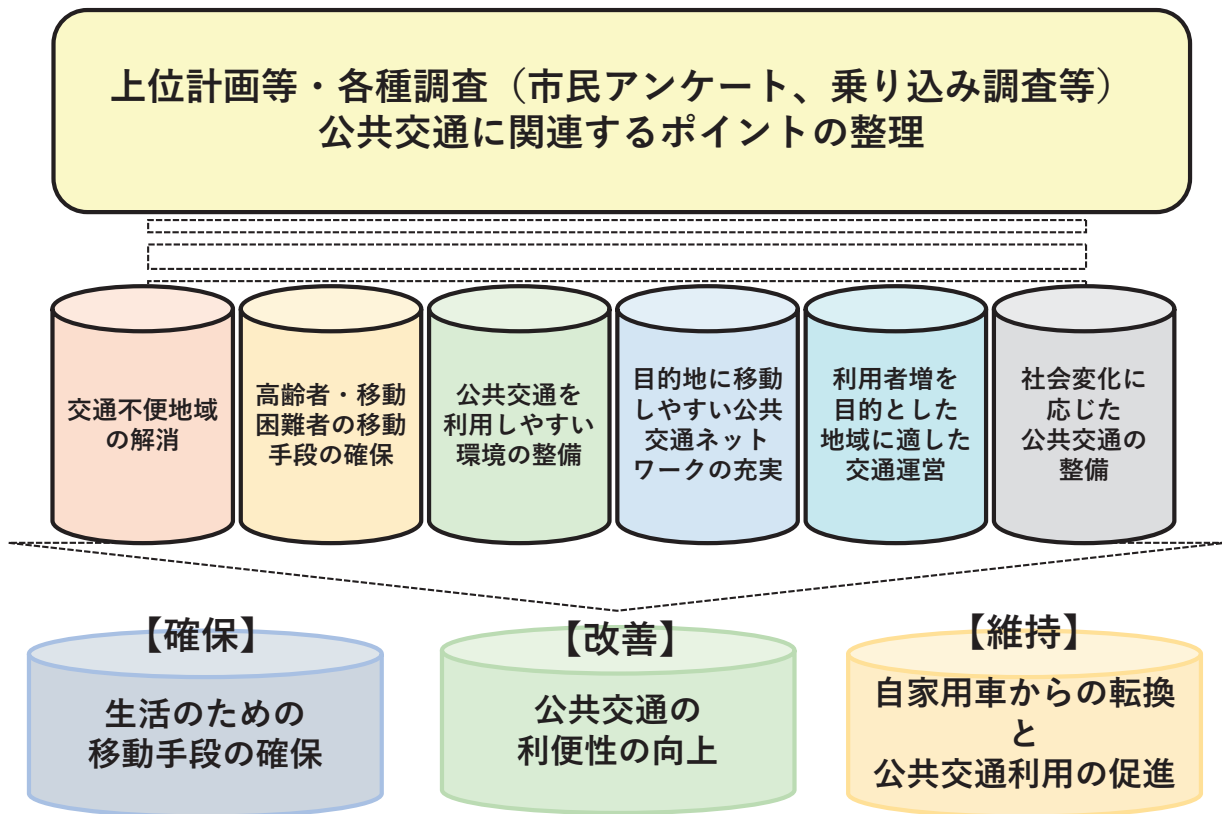 上位計画等・各種調査（市民アンケート、乗り込み調査等）
公共交通に関連するポイントの整理
交通不便地域
の解消
高齢者・移動
困難者の移動
手段の確保
公共交通を
利用しやすい
環境の整備
目的地に移動
しやすい公共
交通ネット
ワークの充実
利用者増を
目的とした
地域に適した
交通運営
社会変化に
応じた
公共交通の
整備
【確保】
生活のための
移動手段の確保
【改善】
公共交通の
利便性の向上
【維持】
自家用車からの転換
と
公共交通利用の促進